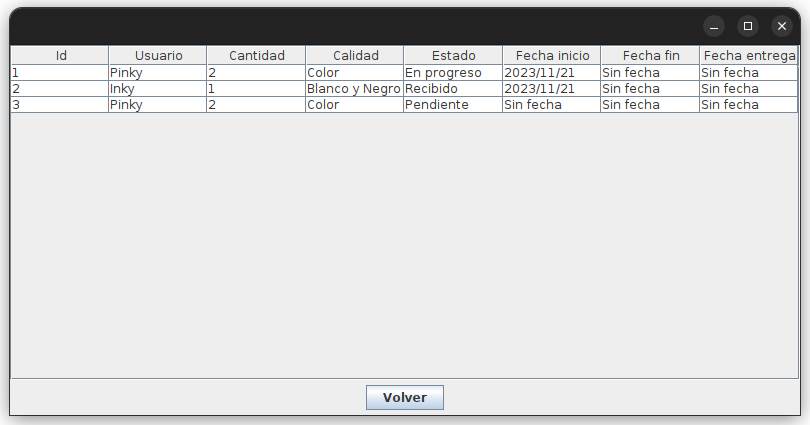 Id Usuario Cantidad Calidad Estado Fecha inicio Fecha fin Fecha entrega
1 Pinky 2 Color En progreso 2023/11/21 Sin fecha Sin fecha
2 Inky 1 Blanco y Negro Recibido 2023/11/21 Sin fecha Sin fecha
3 Pinky 2 Color Pendiente Sin fecha Sin fecha Sin fecha
Volver